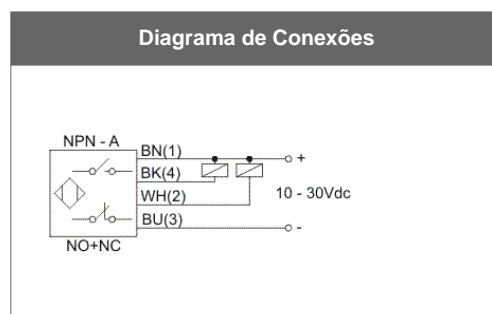 Diagrama de Conexões
NPN - A
BN(1)
+
BK(4)
WH(2)
10 - 30Vdc
BU(3)
-
NO+NC